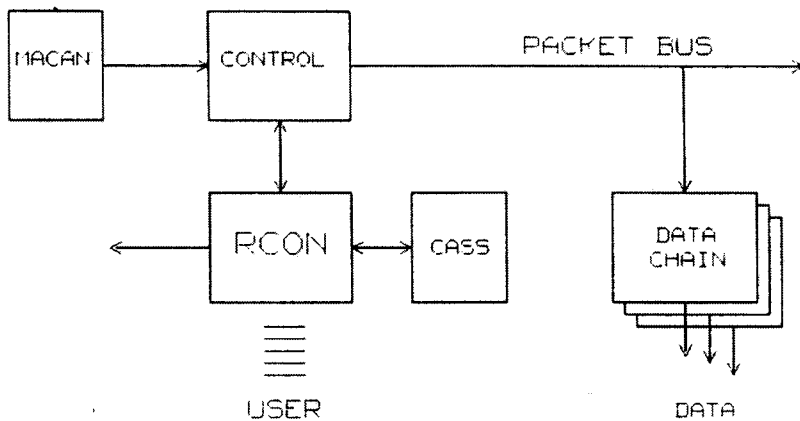 MACAN
CONTROL
PACKET BUS
RCON
CASS
DATA
CHAIN
USER
DATA